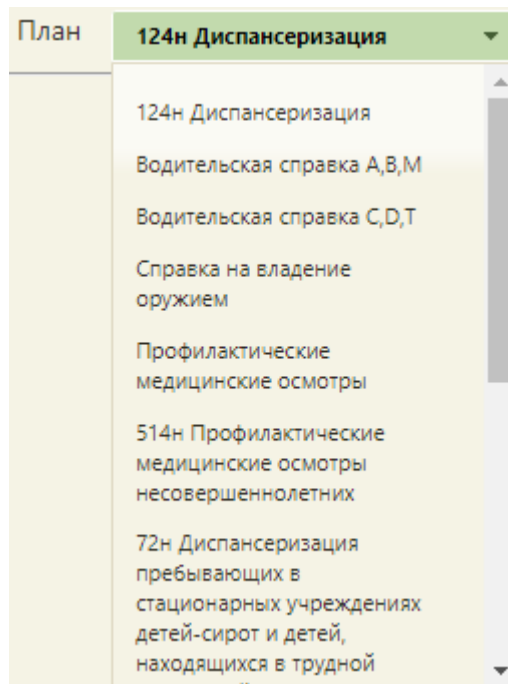 План
124н Диспансеризация
124н Диспансеризация
Водительская справка A,B,M
Водительская справка C,D,T
Справка на владение
оружием
Профилактические
медицинские осмотры
514н Профилактические
медицинские осмотры
несовершеннолетних
72н Диспансеризация
пребывающих в
стационарных учреждениях
детей-сирот и детей,
находящихся в трудной